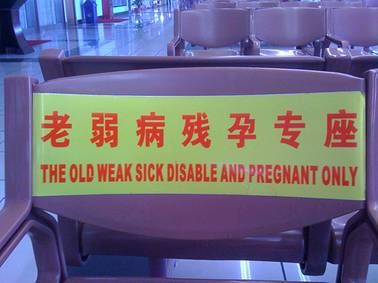 老弱病残孕专座
THE OLD WEAK SICK DISABLE AND PREGNANT ONLY